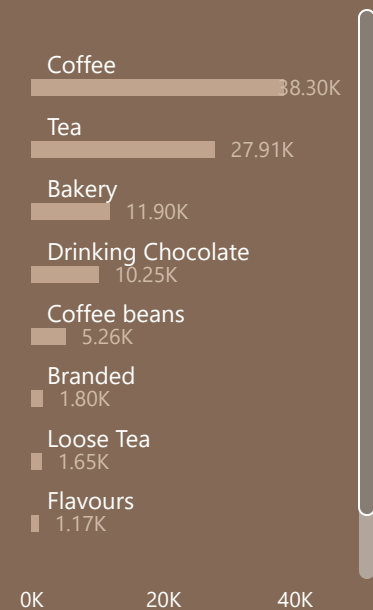 Coffee
38.30K
Tea
27.91K
Bakery
11.90K
Drinking Chocolate
10.25K
Coffee beans
5.26K
Branded
1.80K
Loose Tea
1.65K
Flavours
1.17K
0K 20K 40K